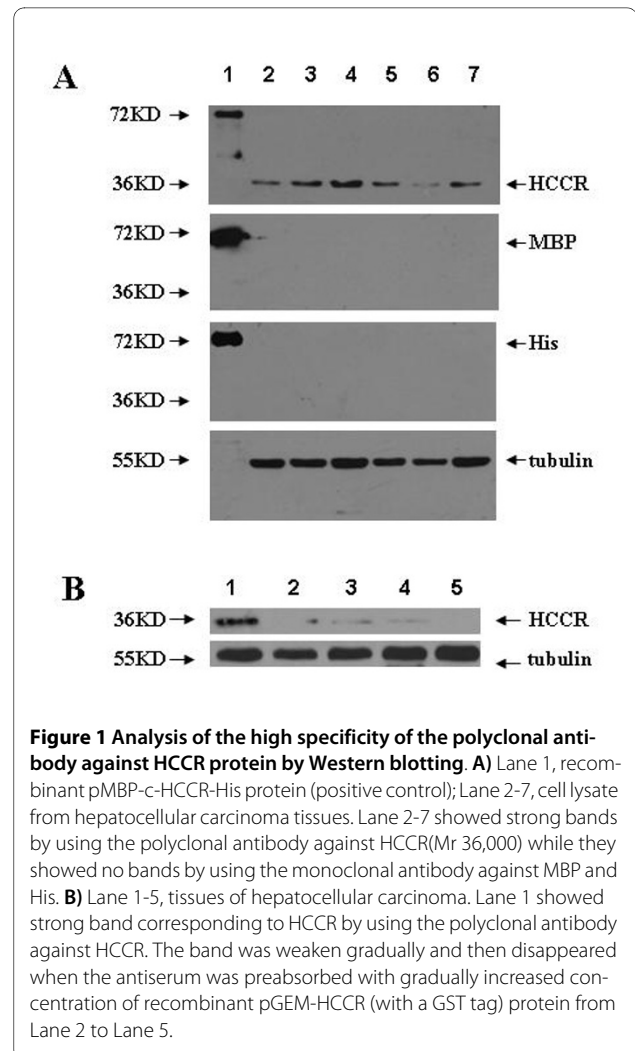 A
1 2 3 4 5 6 7
72KD →
36KD → ← HCCR
72KD → ← MBP
36KD →
72KD → ← His
36KD →
55KD → ← tubulin
B
1 2 3 4 5
36KD → ← HCCR
55KD → ← tubulin
Figure 1 Analysis of the high specificity of the polyclonal anti-
body against HCCR protein by Western blotting. A) Lane 1, recom-
binant pMBP-c-HCCR-His protein (positive control); Lane 2-7, cell lysate
from hepatocellular carcinoma tissues. Lane 2-7 showed strong bands
by using the polyclonal antibody against HCCR(Mr 36,000) while they
showed no bands by using the monoclonal antibody against MBP and
His. B) Lane 1-5, tissues of hepatocellular carcinoma. Lane 1 showed
strong band corresponding to HCCR by using the polyclonal antibody
against HCCR. The band was weaken gradually and then disappeared
when the antiserum was preabsorbed with gradually increased con-
centration of recombinant pGEM-HCCR (with a GST tag) protein from
Lane 2 to Lane 5.